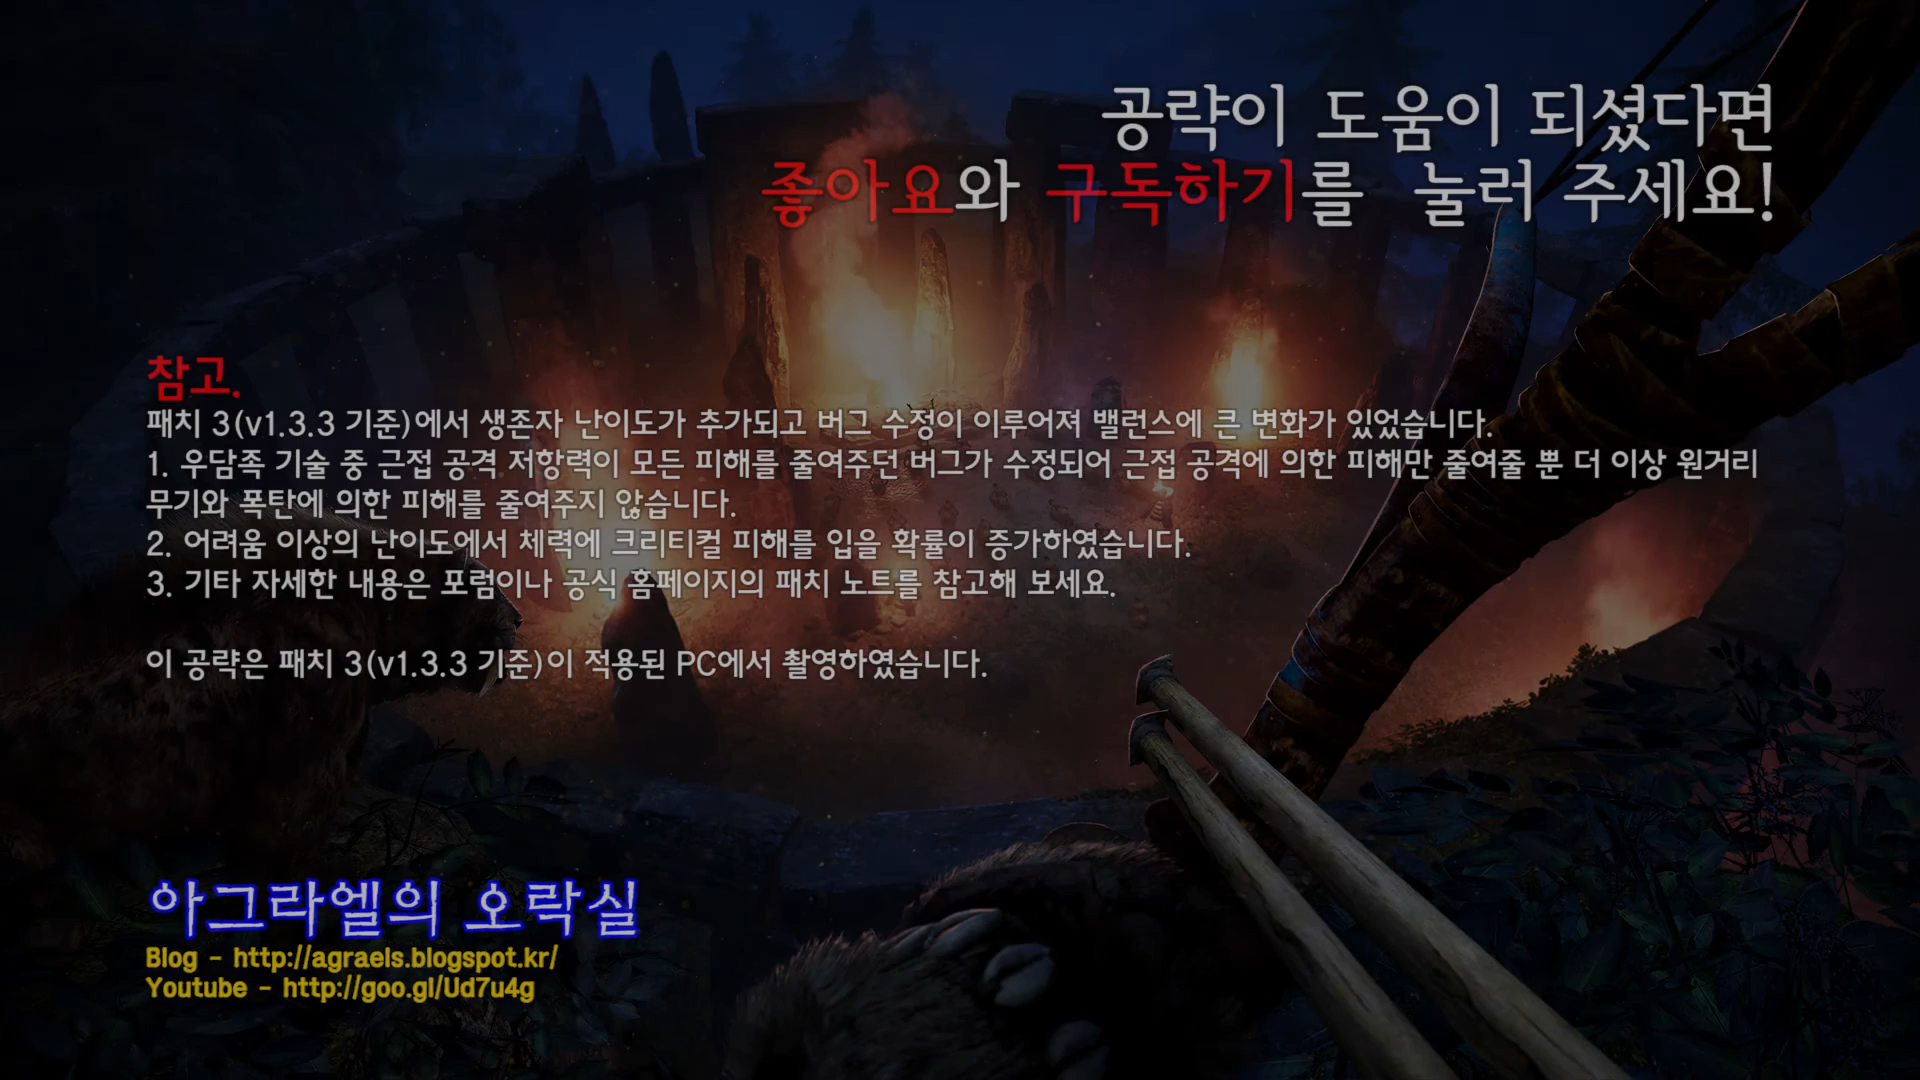 공략이 도움이 되셨다면
좋아요와 구독하기를 눌러 주세요!
참고.
패치 3(v1.3.3 기준)에서 생존자 난이도가 추가되고 버그 수정이 이루어져 밸런스에 큰 변화가 있었습니다.
1. 우담족 기술 중 근접 공격 저항력이 모든 피해를 줄여주던 버그가 수정되어 근접 공격에 의한 피해만 줄여줄 뿐 더 이상 원거리
무기와 폭탄에 의한 피해를 줄여주지 않습니다.
2. 어려움 이상의 난이도에서 체력에 크리티컬 피해를 입을 확률이 증가하였습니다.
3. 기타 자세한 내용은 포럼이나 공식 홈페이지의 패치 노트를 참고해 보세요.
이 공략은 패치 3(v1.3.3 기준)이 적용된 PC에서 촬영하였습니다.
아그라엘의 오락실
Blog - http://agraels.blogspot.kr/
Youtube - http://goo.gl/Ud7u4g